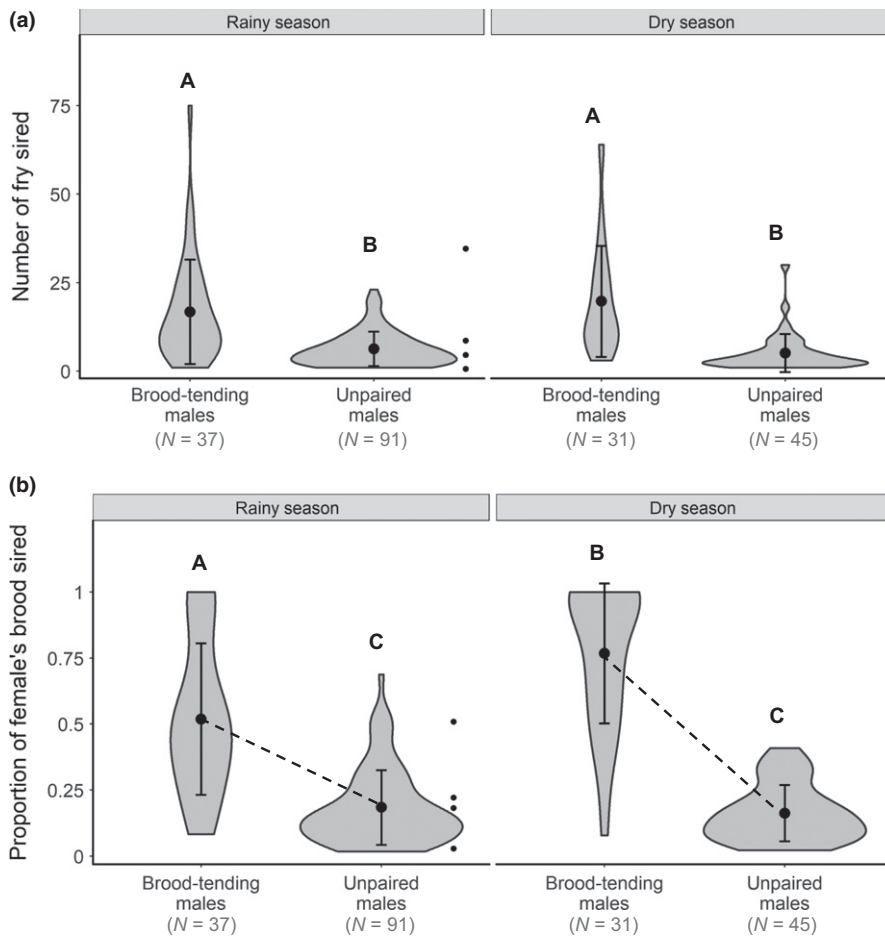 (a)
Rainy season
Dry season
Number of fry sired
75
50
25
0
A
B
A
B
Brood-tending
males
(N = 37)
Unpaired
males
(N = 91)
Brood-tending
males
(N = 31)
Unpaired
males
(N = 45)
(b)
Rainy season
Dry season
Proportion of female's brood sired
1
0.75
0.5
0.25
0
A
C
B
C
Brood-tending
males
(N = 37)
Unpaired
males
(N = 91)
Brood-tending
males
(N = 31)
Unpaired
males
(N = 45)